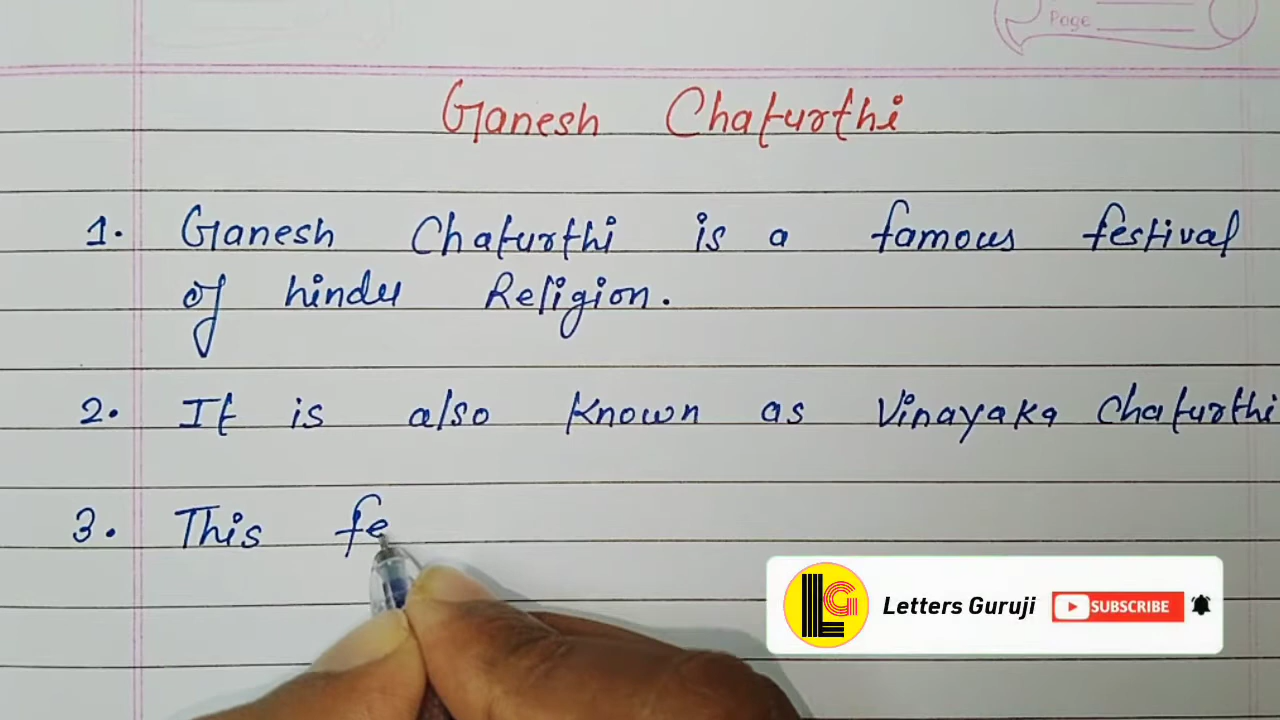 Page
Ganesh Chaturthi
1. Ganesh Chaturthi is a famous festival
of hindu Religion.
2. It is also Known as Vinayaka Chaturthi
3. This fe
LG
Letters Guruji
SUBSCRIBE